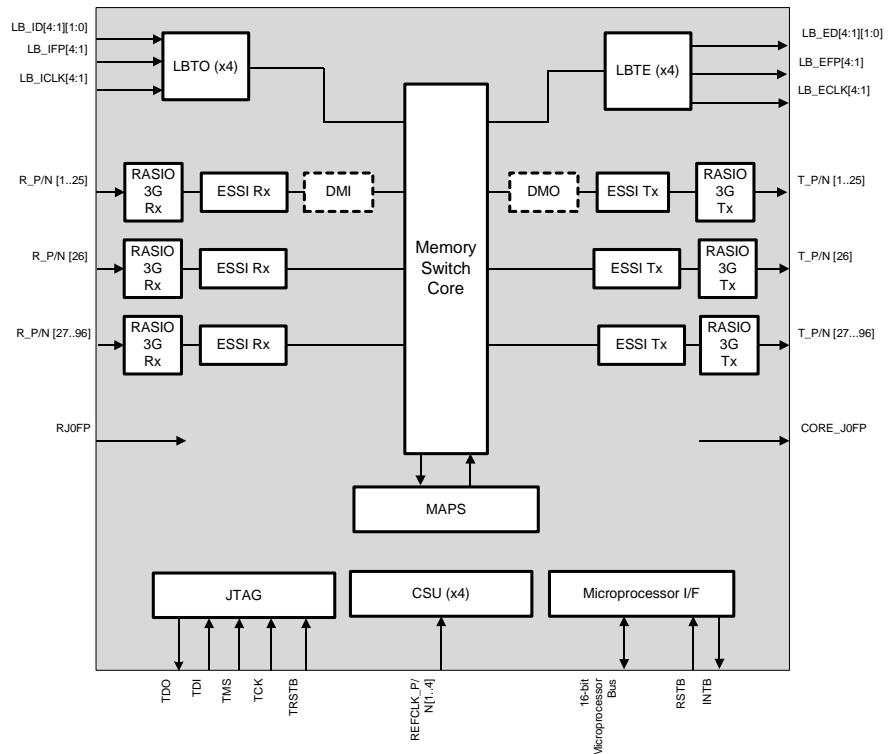 LB_ID[4:1][1:0]
LB_IFP[4:1]
LB_ICLK[4:1]
LBTO (x4)
LBTE (x4)
LB_ED[4:1][1:0]
LB_EFP[4:1]
LB_ECLK[4:1]
R_P/N [1..25]
RASIO
3G
Rx
ESSI Rx
DMI
DMO
ESSI Tx
RASIO
3G
Tx
T_P/N [1..25]
R_P/N [26]
RASIO
3G
Rx
ESSI Rx
Memory
Switch
Core
ESSI Tx
RASIO
3G
Tx
T_P/N [26]
R_P/N [27..96]
RASIO
3G
Rx
ESSI Rx
ESSI Tx
RASIO
3G
Tx
T_P/N [27...96]
RJ0FP
CORE_J0FP
MAPS
JTAG
CSU (x4)
Microprocessor I/F
TDO
TDI
TMS
TCK
TRSTB
REFCLK_P/
N[1..4]
16-bit
Microprocessor
Bus
RSTB
INTB